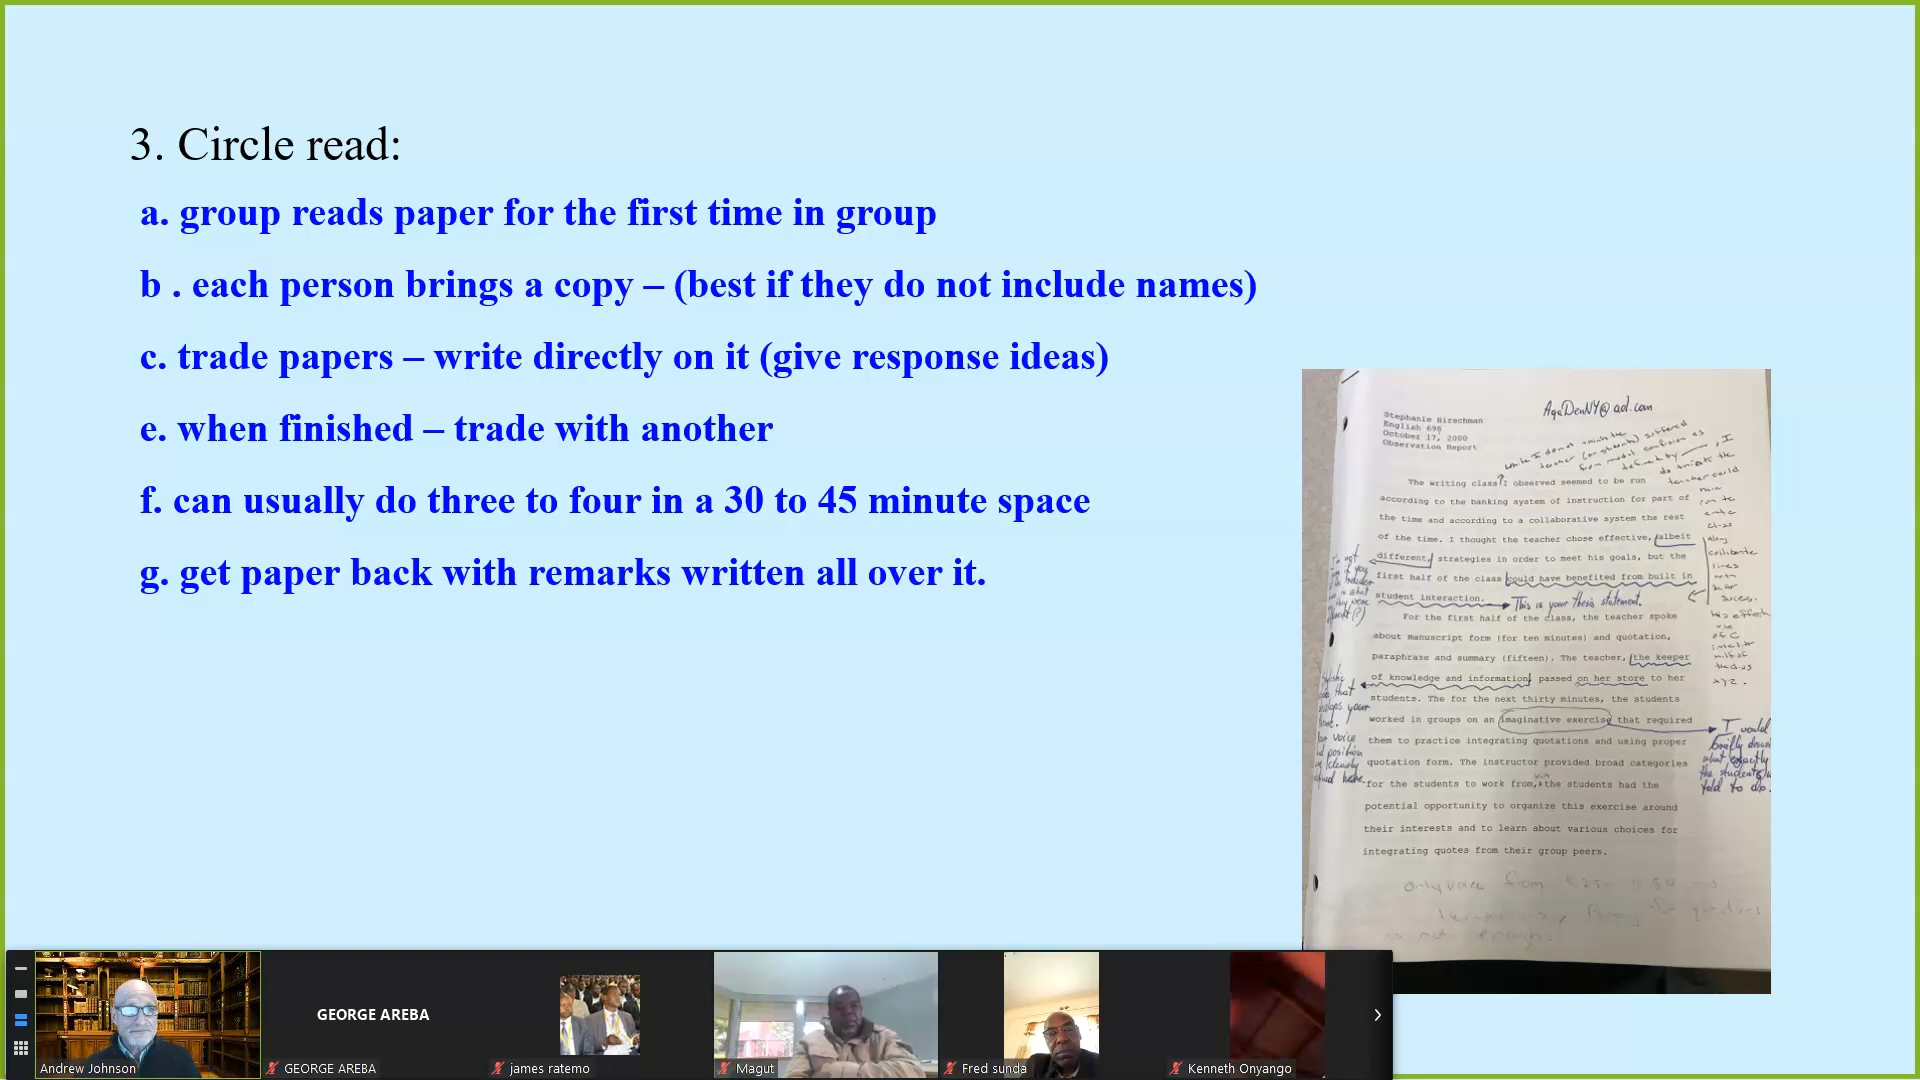 3. Circle read:
a. group reads paper for the first time in group
b . each person brings a copy – (best if they do not include names)
c. trade papers – write directly on it (give response ideas)
e. when finished – trade with another
f. can usually do three to four in a 30 to 45 minute space
g. get paper back with remarks written all over it.
Stephanie Hirschman
English 698
October 17, 2000
Observation Report
The writing class I observed seemed to be run
according to the banking system of instruction for part of
the time and according to a collaborative system the rest
of the time. I thought the teacher chose effective, albeit
different, strategies in order to meet his goals, but the
first half of the class could have benefited from built in
student interaction.
This is your thesis statement.
For the first half of the class, the teacher spoke
about manuscript form (for ten minutes) and quotation,
paraphrase and summary (fifteen). The teacher, the keeper
of knowledge and information, passed on her store to her
students. The for the next thirty minutes, the students
worked in groups on an imaginative exercise that required
them to practice integrating quotations and using proper
quotation form. The instructor provided broad categories
for the students to work from, the students had the
potential opportunity to organize this exercise around
their interests and to learn about various choices for
integrating quotes from their group peers.
I would
briefly
what exactly
the students
told to do.
GEORGE AREBA
Andrew Johnson
GEORGE AREBA
james ratemo
Magut
Fred sunda
Kenneth Onyango